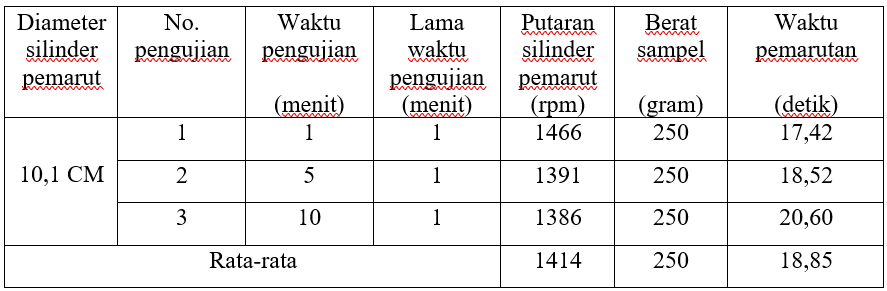 Diameter silinder pemarut
No. pengujian
Waktu pengujian (menit)
Lama waktu pengujian (menit)
Putaran silinder pemarut (rpm)
Berat sampel (gram)
Waktu pemarutan (detik)
10,1 CM
1 1 1 1466 250 17,42
2 5 1 1391 250 18,52
3 10 1 1386 250 20,60
Rata-rata 1414 250 18,85